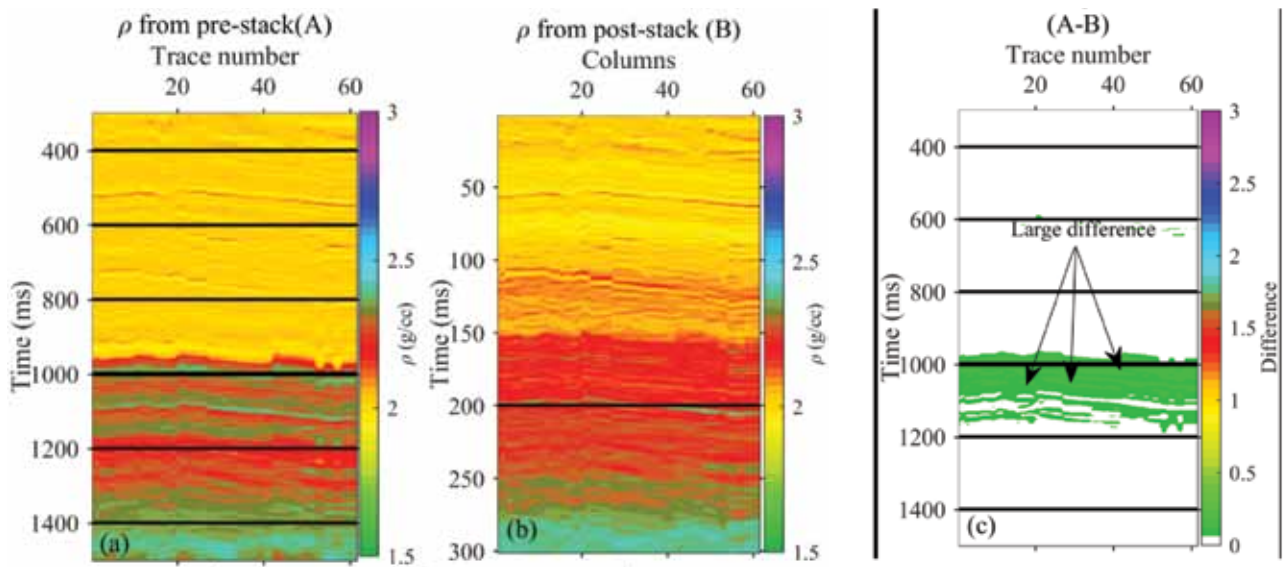 ρ from pre-stack(A)
Trace number
20 40 60
400
600
800
1000
1200
1400
Time (ms)
(a)
3
2.5
2
1.5
ρ (g/cc)
ρ from post-stack (B)
Columns
20 40 60
50
100
150
200
250
300
Time (ms)
(b)
3
2.5
2
1.5
ρ (g/cc)
(A-B)
Trace number
20 40 60
400
600
800
1000
1200
1400
Time (ms)
Large difference
(c)
3
2.5
2
1.5
1
0.5
0
Difference